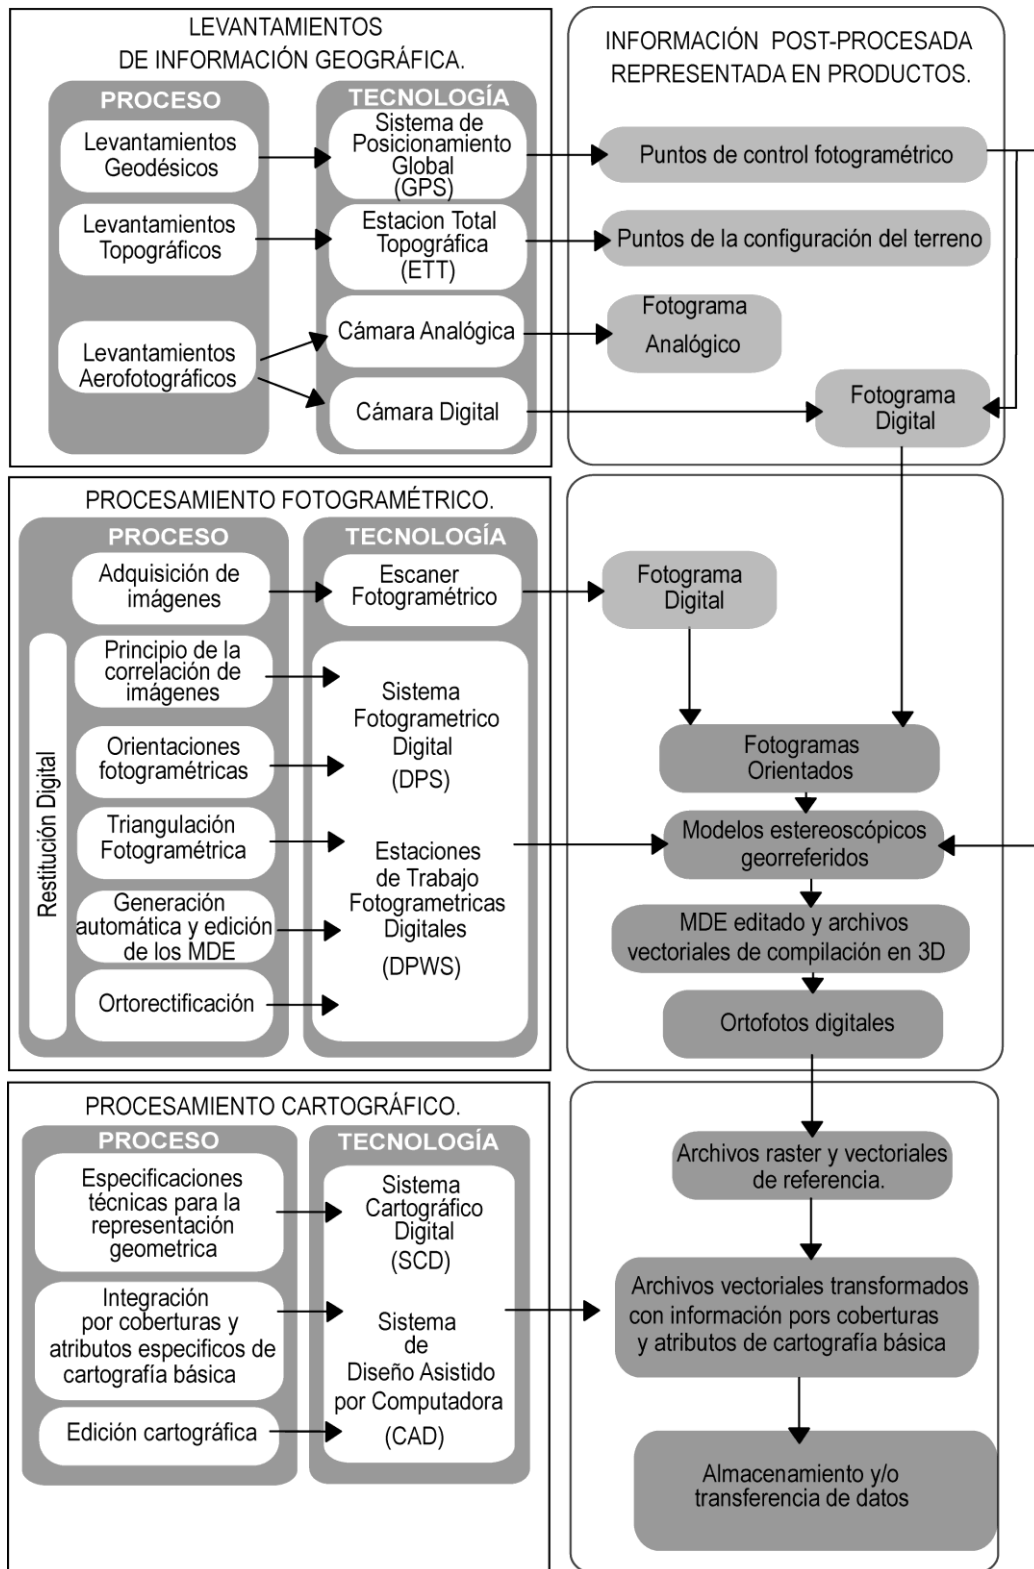 LEVANTAMIENTOS
DE INFORMACIÓN GEOGRÁFICA.
PROCESO
TECNOLOGÍA
Levantamientos
Geodésicos
Sistema de
Posicionamiento
Global
(GPS)
Levantamientos
Topográficos
Estacion Total
Topográfica
(ETT)
Levantamientos
Aerofotográficos
Cámara Analógica
Cámara Digital
INFORMACIÓN POST-PROCESADA
REPRESENTADA EN PRODUCTOS.
Puntos de control fotogramétrico
Puntos de la configuración del terreno
Fotograma
Analógico
Fotograma
Digital
PROCESAMIENTO FOTOGRAMÉTRICO.
PROCESO
TECNOLOGÍA
Adquisición de
imágenes
Escaner
Fotogramétrico
Restitución Digital
Principio de la
correlación de
imágenes
Orientaciones
fotogramétricas
Triangulación
Fotogramétrica
Generación
automática y edición
de los MDE
Ortorectificación
Sistema
Fotogrametrico
Digital
(DPS)
Estaciones
de Trabajo
Fotogrametricas
Digitales
(DPWS)
Fotograma
Digital
Fotogramas
Orientados
Modelos estereoscópicos
georreferidos
MDE editado y archivos
vectoriales de compilación en 3D
Ortofotos digitales
PROCESAMIENTO CARTOGRÁFICO.
PROCESO
TECNOLOGÍA
Especificaciones
técnicas para la
representación
geometrica
Integración
por coberturas y
atributos especificos de
cartografía básica
Edición cartográfica
Sistema
Cartográfico
Digital
(SCD)
Sistema
de
Diseño Asistido
por Computadora
(CAD)
Archivos raster y vectoriales
de referencia.
Archivos vectoriales transformados
con información pors coberturas
y atributos de cartografía básica
Almacenamiento y/o
transferencia de datos